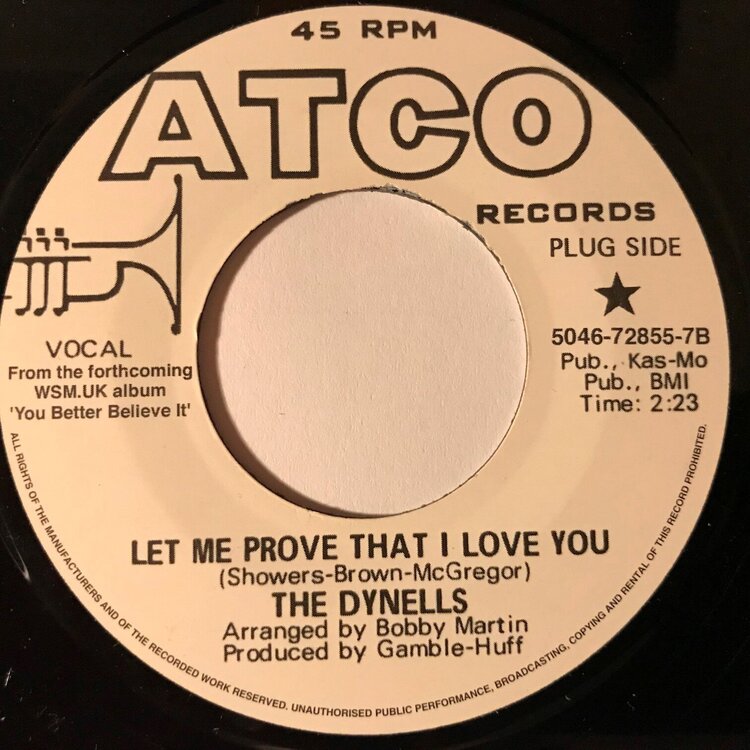 45 RPM
ATCO
RECORDS
PLUG SIDE
5046-72855-7B
Pub., Kas-Mo
Pub., BMI
Time: 2:23
VOCAL
From the forthcoming
WSM.UK album
'You Better Believe It'
LET ME PROVE THAT I LOVE YOU
(Showers-Brown-McGregor)
THE DYNELLS
Arranged by Bobby Martin
Produced by Gamble-Huff
ALL RIGHTS OF THE MANUFACTURERS AND OF THE RECORDED WORK RESERVED. UNAUTHORISED PUBLIC PERFORMANCE, BROADCASTING, COPYING AND RENTAL OF THIS RECORD PROHIBITED.